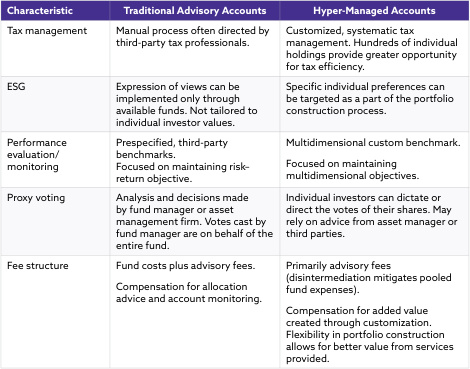 Characteristic
Traditional Advisory Accounts
Hyper-Managed Accounts
Tax management
Manual process often directed by
third-party tax professionals.
Customized, systematic tax
management. Hundreds of individual
holdings provide greater opportunity
for tax efficiency.
ESG
Expression of views can be
implemented only through
available funds. Not tailored to
individual investor values.
Specific individual preferences can
be targeted as a part of the portfolio
construction process.
Performance
evaluation/
monitoring
Prespecified, third-party
benchmarks.
Focused on maintaining risk–
return objective.
Multidimensional custom benchmark.
Focused on maintaining
multidimensional objectives.
Proxy voting
Analysis and decisions made
by fund manager or asset
management firm. Votes cast by
fund manager are on behalf of the
entire fund.
Individual investors can dictate or
direct the votes of their shares. May
rely on advice from asset manager or
third parties.
Fee structure
Fund costs plus advisory fees.
Compensation for allocation
advice and account monitoring.
Primarily advisory fees
(disintermediation mitigates pooled
fund expenses).
Compensation for added value
created through customization.
Flexibility in portfolio construction
allows for better value from services
provided.